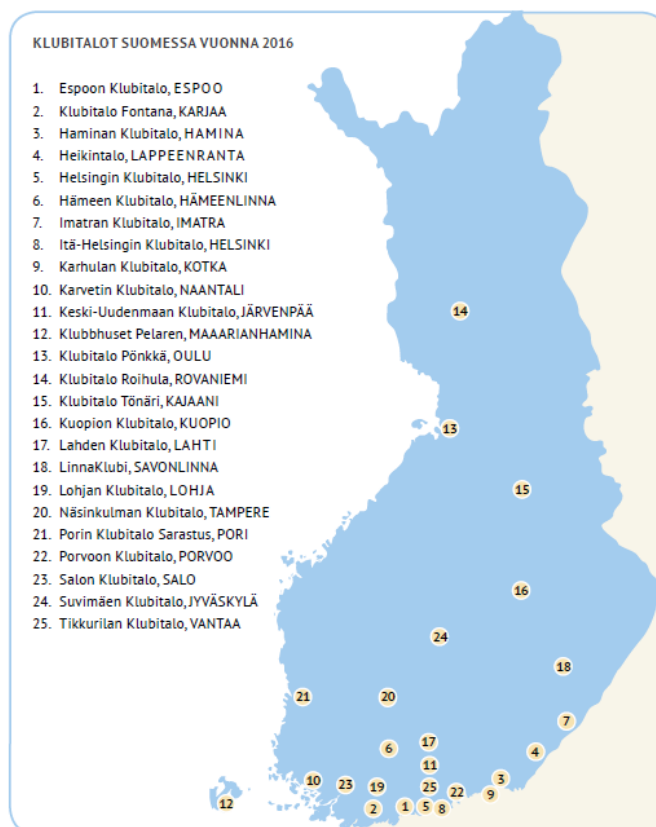 KLUBITALOT SUOMESSA VUONNA 2016
1. Espoon Klubitalo, ESPOO
2. Klubitalo Fontana, KARJAA
3. Haminan Klubitalo, HAMINA
4. Heikintalo, LAPPEENRANTA
5. Helsingin Klubitalo, HELSINKI
6. Hämeen Klubitalo, HÄMEENLINNA
7. Imatran Klubitalo, IMATRA
8. Itä-Helsingin Klubitalo, HELSINKI
9. Karhulan Klubitalo, KOTKA
10. Karvetin Klubitalo, NAANTALI
11. Keski-Uudenmaan Klubitalo, JÄRVENPÄÄ
12. Klubbhuset Pelaren, MAAARIANHAMINA
13. Klubitalo Pönkkä, OULU
14. Klubitalo Roihula, ROVANIEMI
15. Klubitalo Tönäri, KAJAANI
16. Kuopion Klubitalo, KUOPIO
17. Lahden Klubitalo, LAHTI
18. LinnaKlubi, SAVONLINNA
19. Lohjan Klubitalo, LOHJA
20. Näsinkulman Klubitalo, TAMPERE
21. Porin Klubitalo Sarastus, PORI
22. Porvoon Klubitalo, PORVOO
23. Salon Klubitalo, SALO
24. Suvimäen Klubitalo, JYVÄSKYLÄ
25. Tikkurilan Klubitalo, VANTAA
14
13
15
16
24
18
21
20
7
17
6
4
11
3
10
23
19
25
22
9
12
2
1
5
8